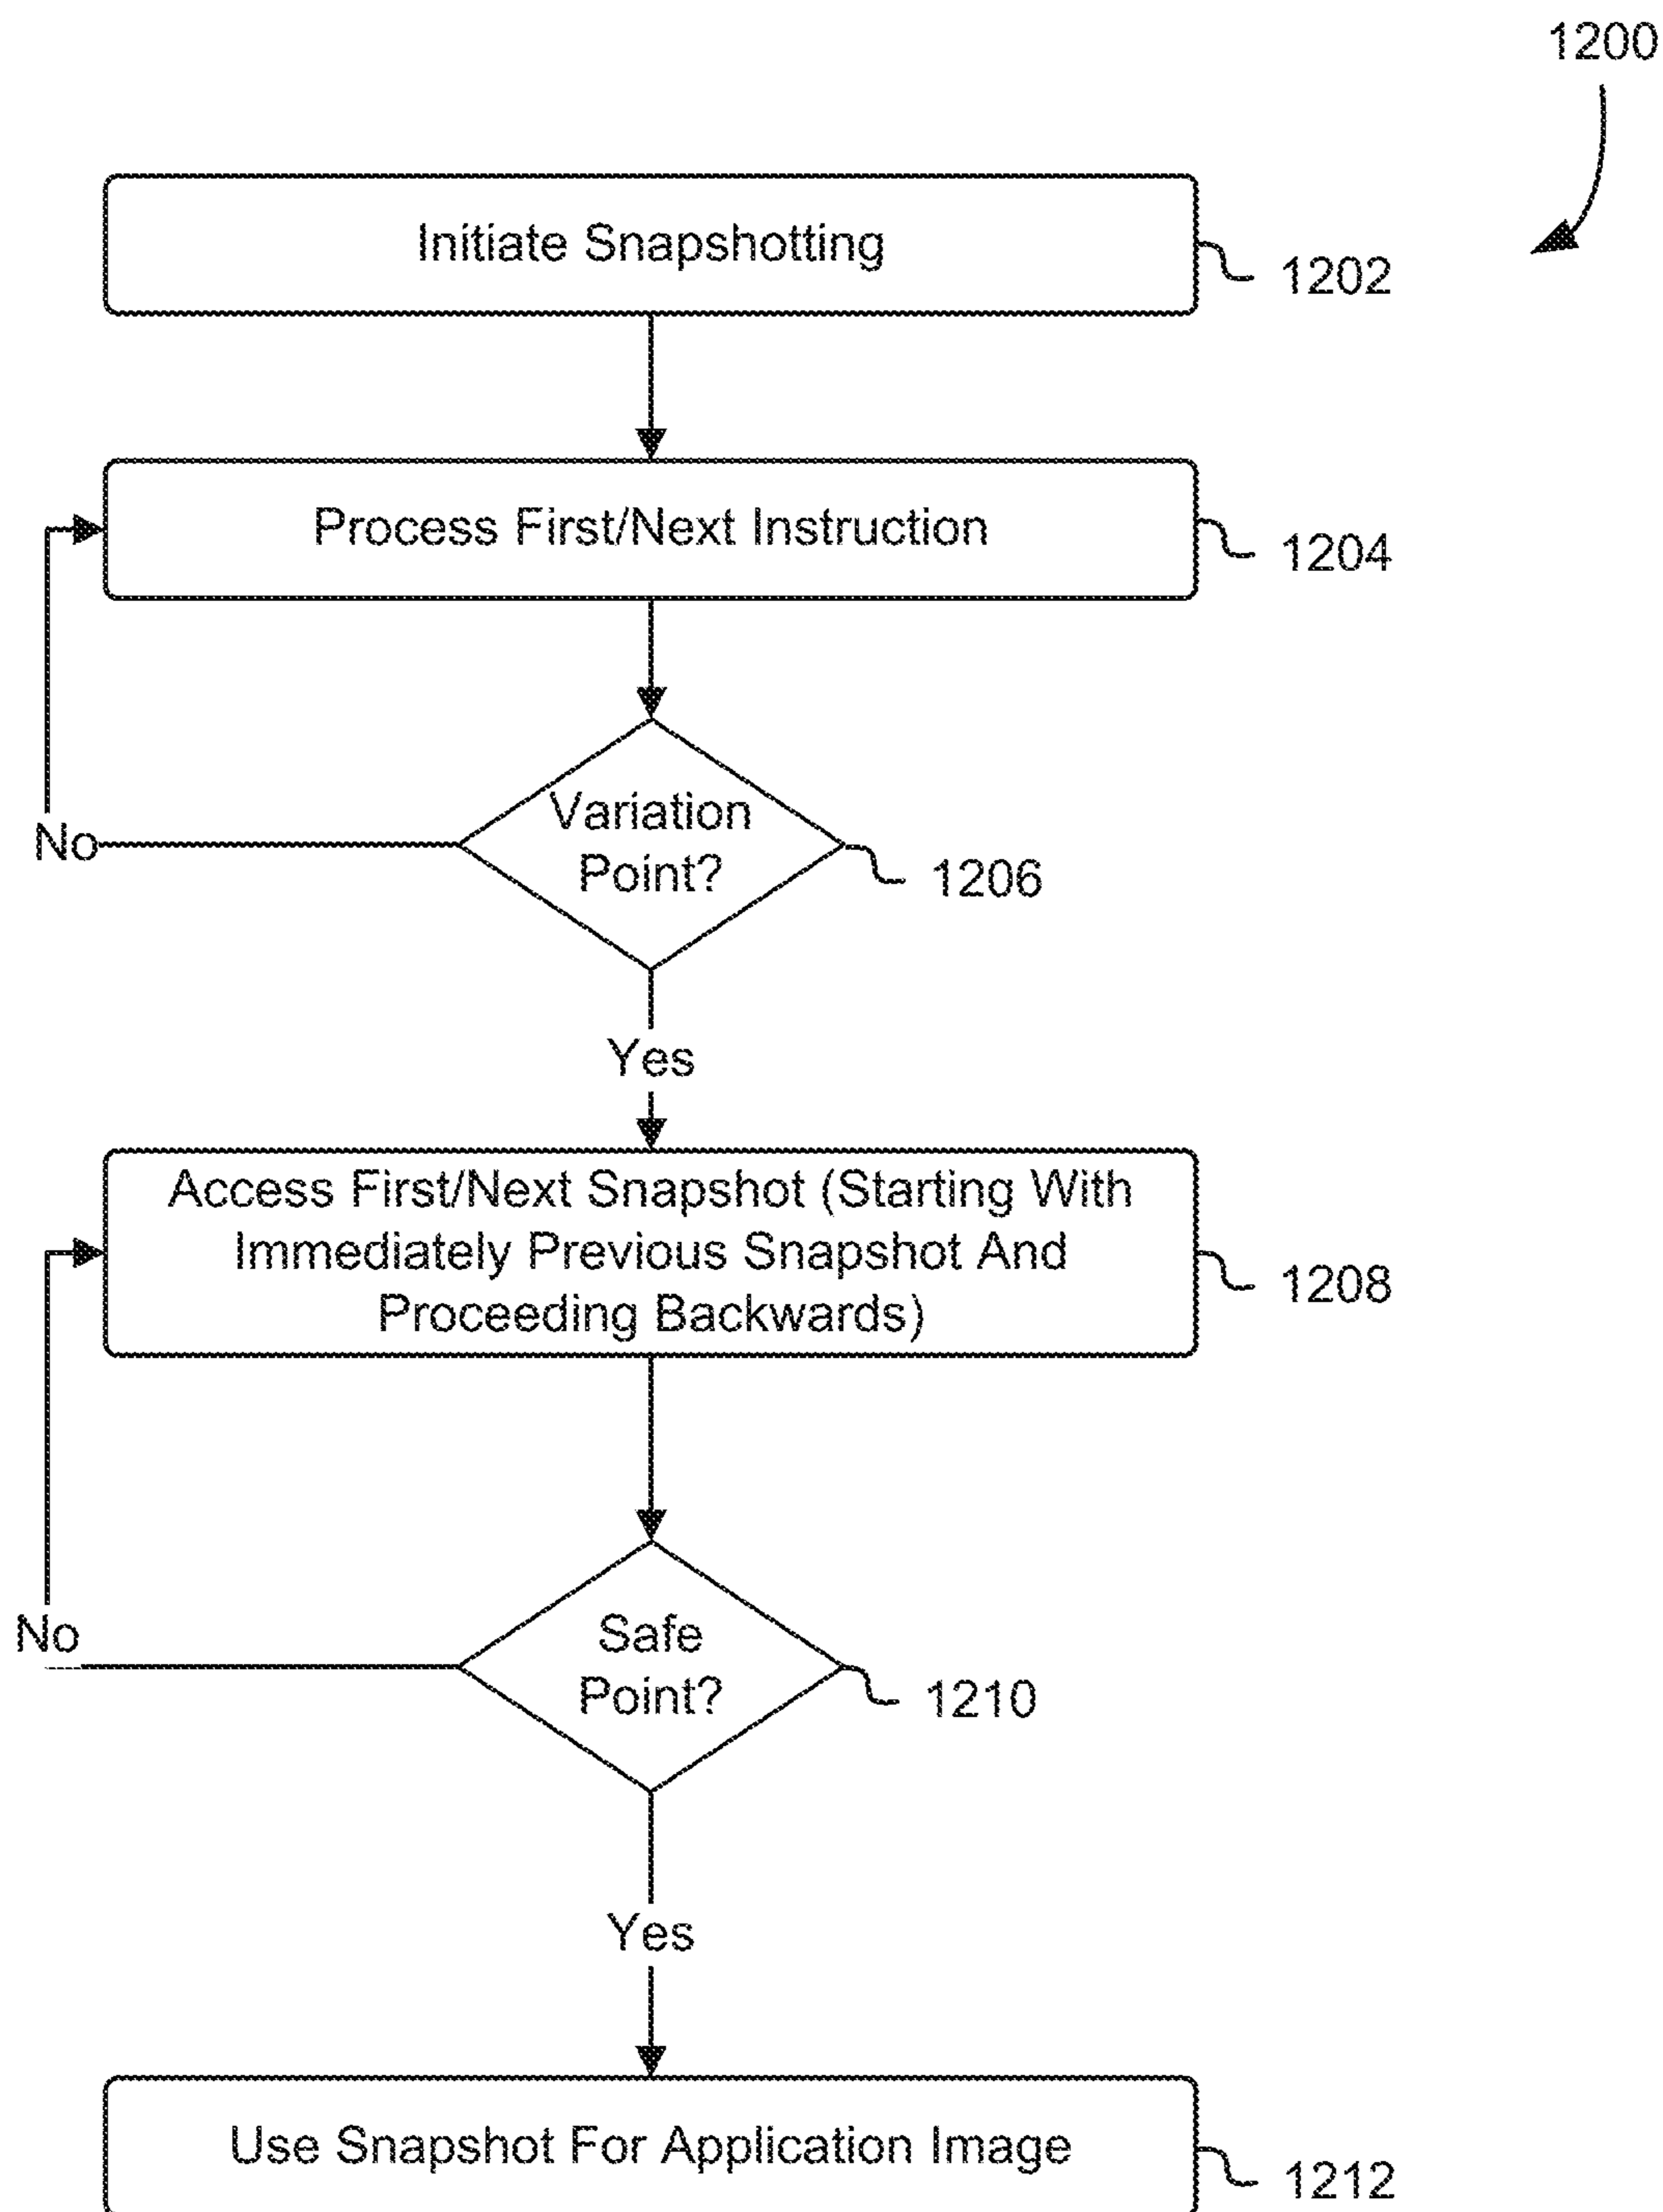 1200
Initiate Snapshotting
1202
Process First/Next Instruction
1204
Variation
Point?
1206
No
Yes
Access First/Next Snapshot (Starting With
Immediately Previous Snapshot And
Proceeding Backwards)
1208
Safe
Point?
1210
No
Yes
Use Snapshot For Application Image
1212